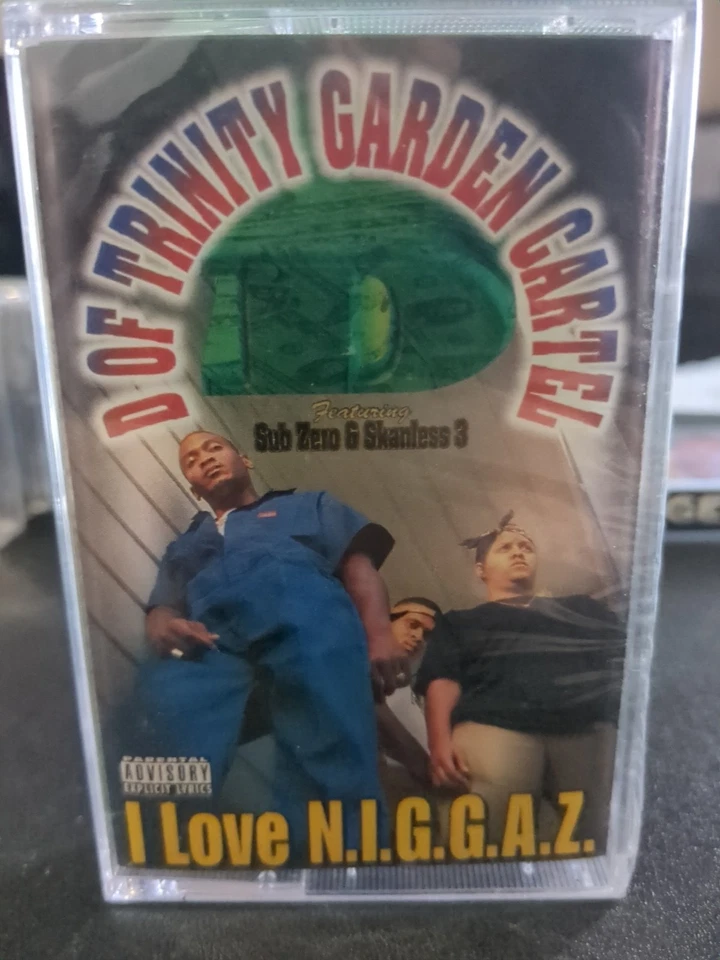 D OF TRINITY GARDEN CARTEL
D
Featuring
Sub Zero & Skanless 3
PARENTAL
ADVISORY
EXPLICIT LYRICS
I Love N.I.G.G.A.Z.